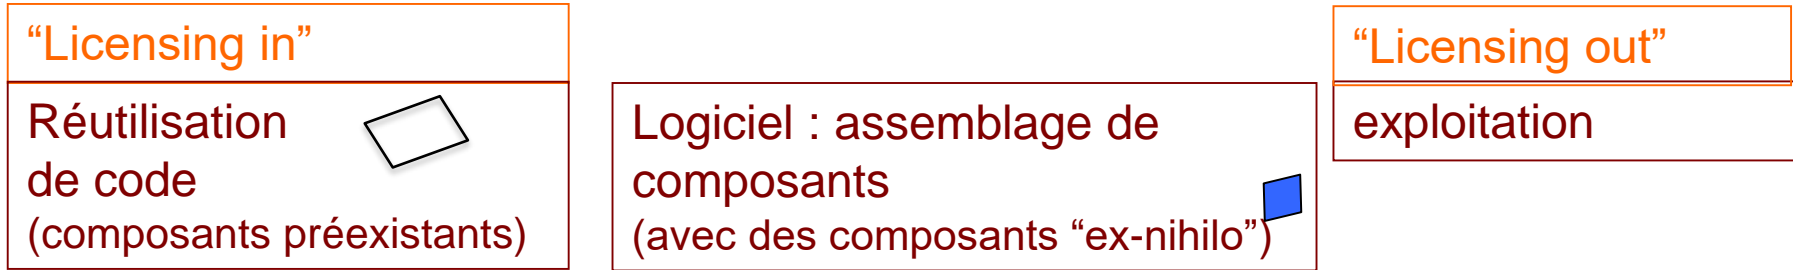 “Licensing in”
Réutilisation
de code
(composants préexistants)
Logiciel : assemblage de
composants
(avec des composants “ex-nihilo”)
“Licensing out”
exploitation